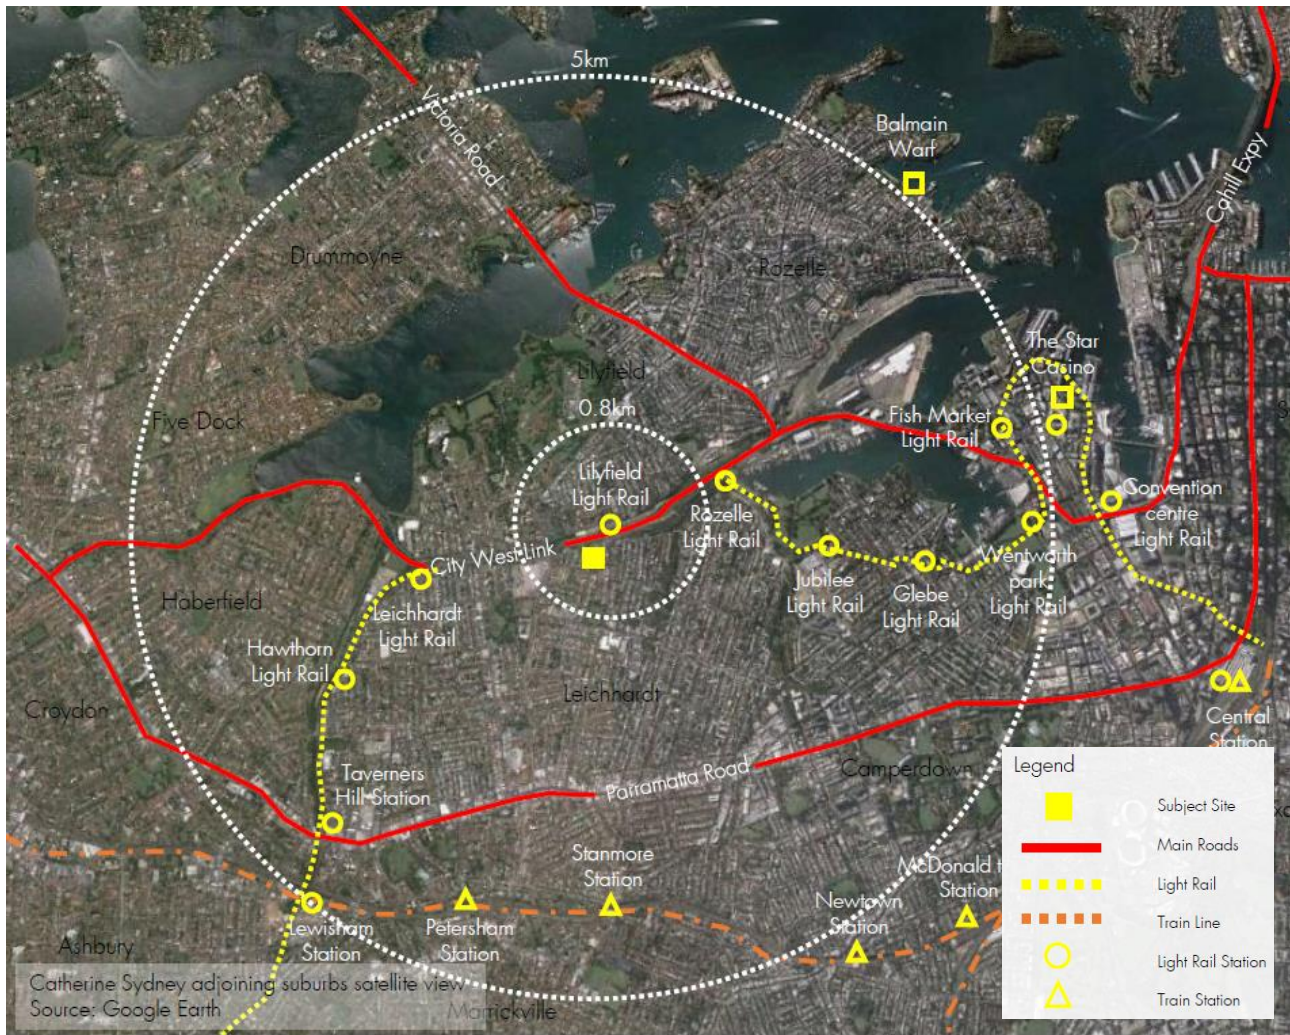 5km
Victoria Road
Balmain
Warf
Cahill Expy
Drummoyne
Rozelle
The Star
Casino
Lilyfield
0.8km
Five Dock
Fish Market
Light Rail
Lilyfield
Light Rail
Rozelle
Light Rail
Convention
centre
Light Rail
City West Link
Wentworth
park
Light Rail
Jubilee
Light Rail
Glebe
Light Rail
Haberfield
Leichhardt
Light Rail
Hawthorn
Light Rail
Leichhardt
Croydon
Central
Station
Taverners
Hill Station
Parramatta Road
Camperdown
Stanmore
Station
McDonald t
Station
Newtown
Station
Lewisham
Station
Petersham
Station
Ashbury
Marrickville
Catherine Sydney adjoining suburbs satellite view
Source: Google Earth
Legend
Subject Site
Main Roads
Light Rail
Train Line
Light Rail Station
Train Station